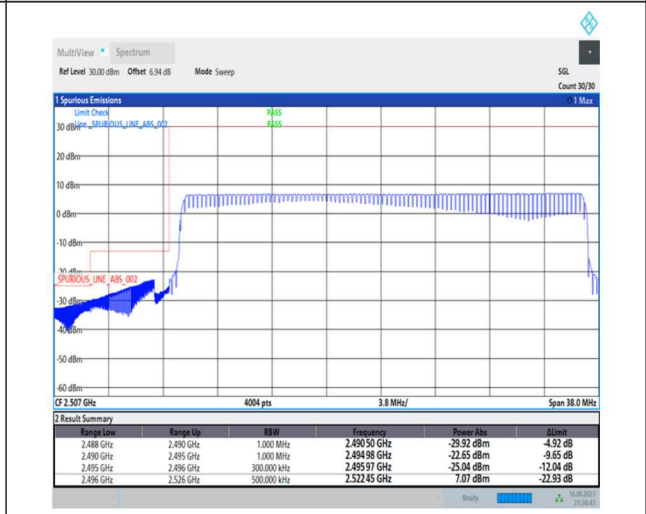 MultiView Spectrum
Ref Level 30.00 dBm Offset 6.94 dB Mode Sweep SGL
Count 30/30
1 Spurious Emissions 1 Max
Limit Check PASS
Line _SPURIOUS_LINE_ABS_002 PASS
30 dBm
20 dBm
10 dBm
0 dBm
-10 dBm
-20 dBm
SPURIOUS_LINE_ABS_002
-30 dBm
-40 dBm
-50 dBm
-60 dBm
CF 2.507 GHz 4004 pts 3.8 MHz/ Span 38.0 MHz
2 Result Summary
Range Low Range Up RBW Frequency Power Abs ΔLimit
2.488 GHz 2.490 GHz 1.000 MHz 2.490 50 GHz -29.92 dBm -4.92 dB
2.490 GHz 2.495 GHz 1.000 MHz 2.494 98 GHz -22.65 dBm -9.65 dB
2.495 GHz 2.496 GHz 300.000 kHz 2.495 97 GHz -25.04 dBm -12.04 dB
2.496 GHz 2.526 GHz 500.000 kHz 2.522 45 GHz 7.07 dBm -22.93 dB
Ready 16.08.2023
21:30:43